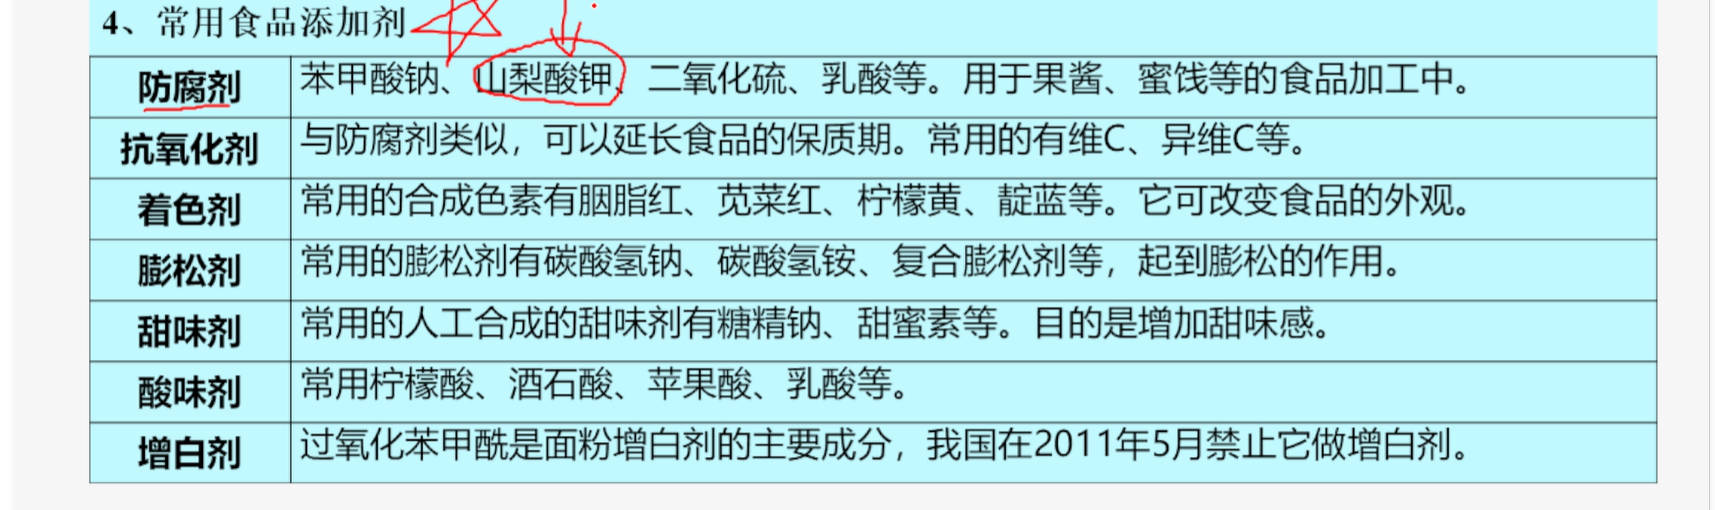 4、常用食品添加剂
防腐剂 苯甲酸钠、山梨酸钾、二氧化硫、乳酸等。用于果酱、蜜饯等的食品加工中。
抗氧化剂 与防腐剂类似，可以延长食品的保质期。常用的有维C、异维C等。
着色剂 常用的合成色素有胭脂红、苋菜红、柠檬黄、靛蓝等。它可改变食品的外观。
膨松剂 常用的膨松剂有碳酸氢钠、碳酸氢铵、复合膨松剂等，起到膨松的作用。
甜味剂 常用的人工合成的甜味剂有糖精钠、甜蜜素等。目的是增加甜味感。
酸味剂 常用柠檬酸、酒石酸、苹果酸、乳酸等。
增白剂 过氧化苯甲酰是面粉增白剂的主要成分，我国在2011年5月禁止它做增白剂。